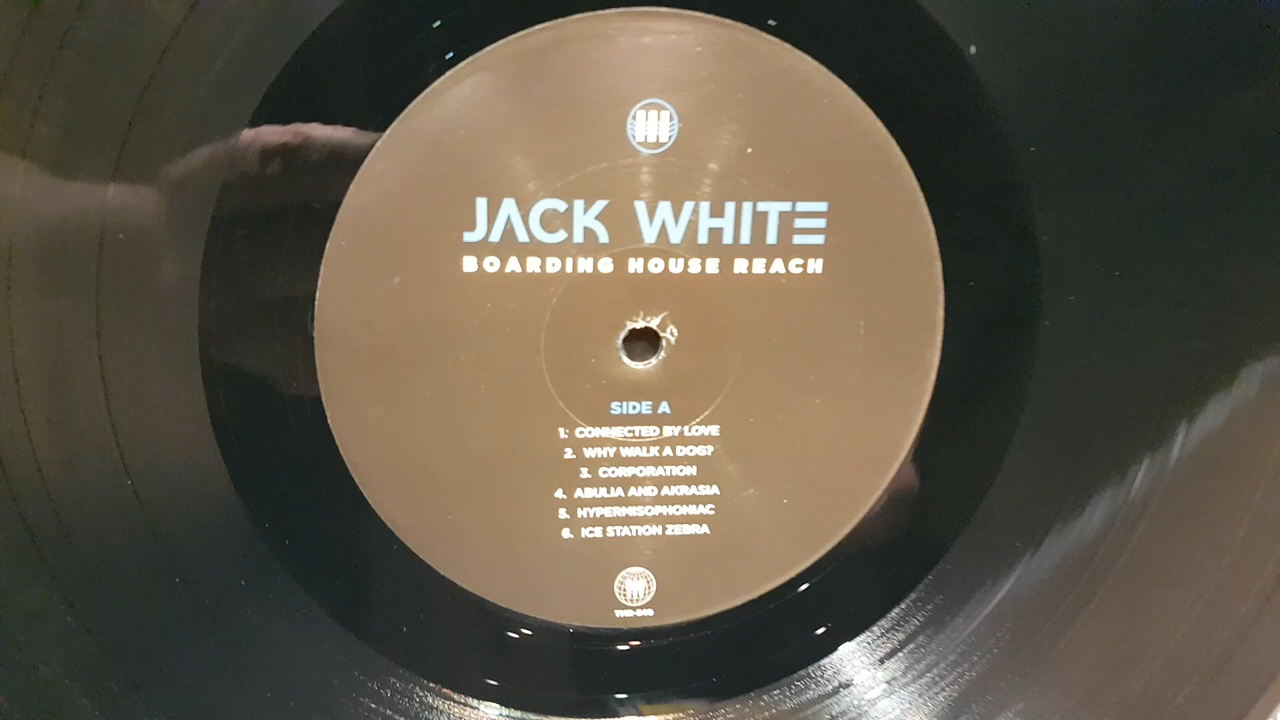 III
JACK WHITE
BOARDING HOUSE REACH
SIDE A
1. CONNECTED BY LOVE
2. WHY WALK A DOG?
3. CORPORATION
4. ABULIA AND AKRASIA
5. HYPERMISOPHONIAC
6. ICE STATION ZEBRA